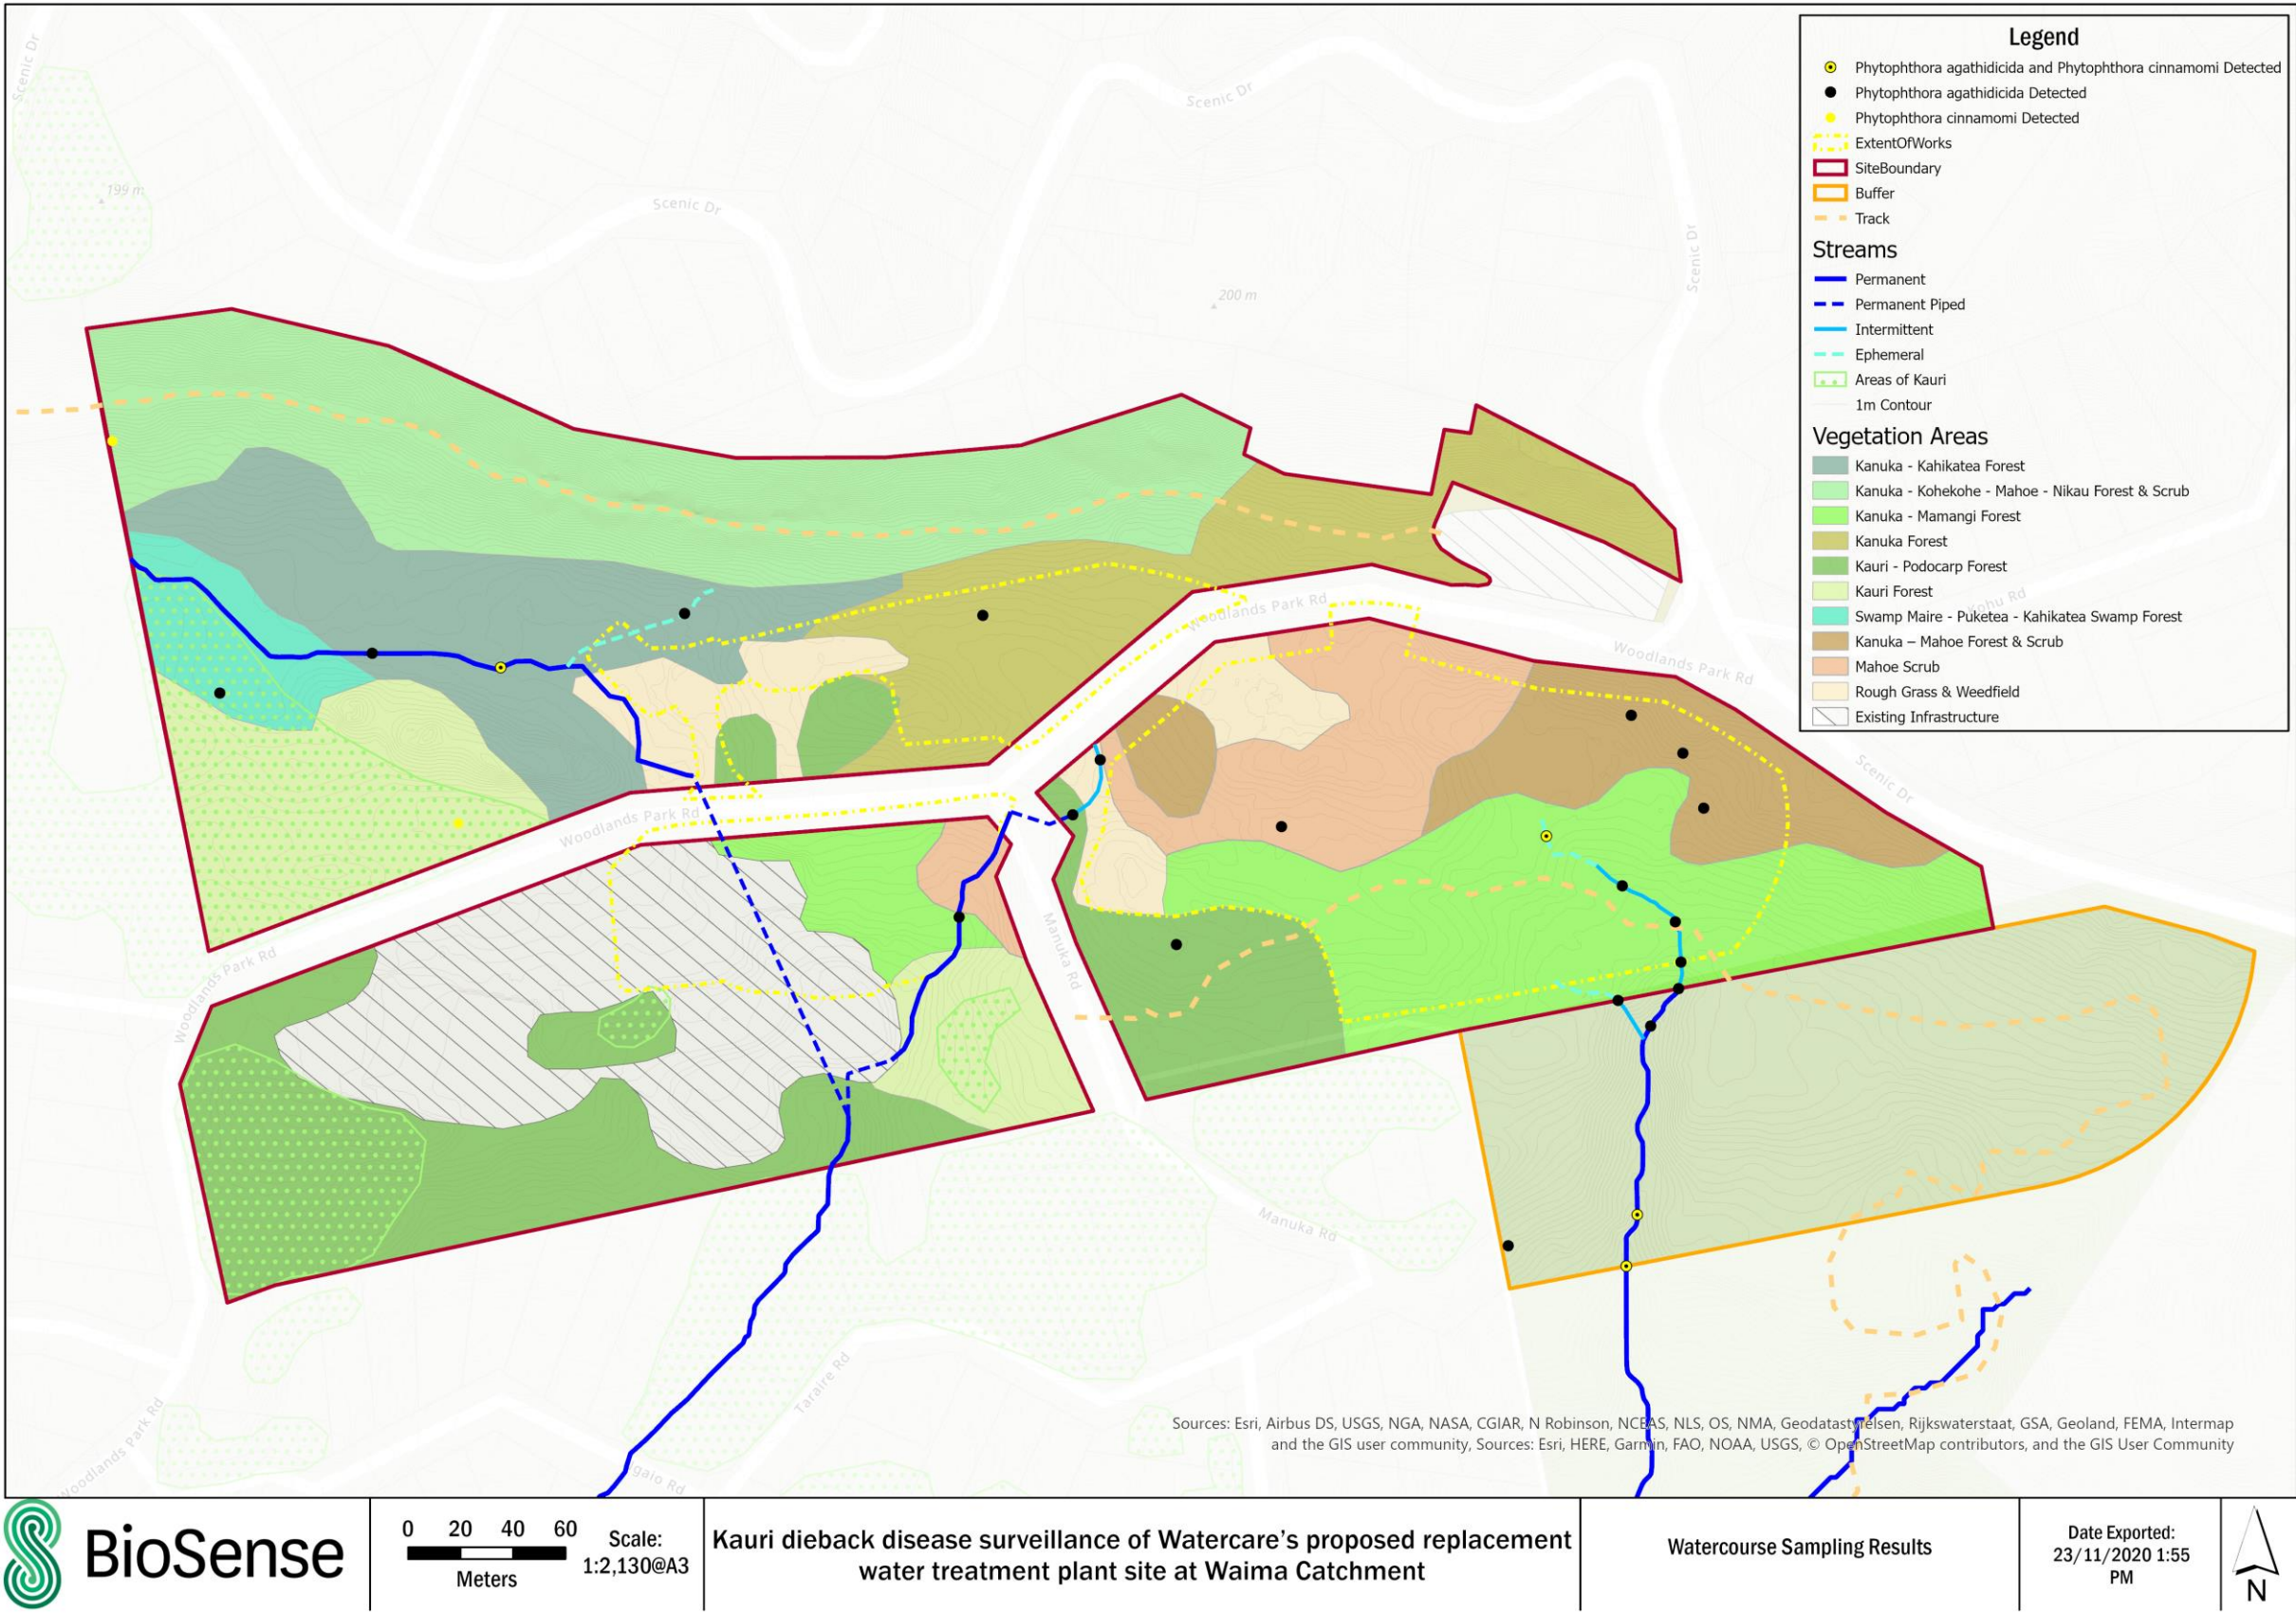 Scenic Dr
199 m
Scenic Dr
Scenic Dr
200 m
Scenic Dr
Woodlands Park Rd
Woodlands Park Rd
Scenic Dr
Woodlands Park Rd
Woodlands Park Rd
Manuka Rd
Manuka Rd
Taraire Rd
Woodlands Park Rd
Rd
Legend
Phytophthora agathidicida and Phytophthora cinnamomi Detected
Phytophthora agathidicida Detected
Phytophthora cinnamomi Detected
ExtentOfWorks
SiteBoundary
Buffer
Track
Streams
Permanent
Permanent Piped
Intermittent
Ephemeral
Areas of Kauri
1m Contour
Vegetation Areas
Kanuka - Kahikatea Forest
Kanuka - Kohekohe - Mahoe - Nikau Forest & Scrub
Kanuka - Mamangi Forest
Kanuka Forest
Kauri - Podocarp Forest
Kauri Forest
Swamp Maire - Puketea - Kahikatea Swamp Forest
Kanuka – Mahoe Forest & Scrub
Mahoe Scrub
Rough Grass & Weedfield
Existing Infrastructure
Sources: Esri, Airbus DS, USGS, NGA, NASA, CGIAR, N Robinson, NCEAS, NLS, OS, NMA, Geodatastyrelsen, Rijkswaterstaat, GSA, Geoland, FEMA, Intermap
and the GIS user community, Sources: Esri, HERE, Garmin, FAO, NOAA, USGS, © OpenStreetMap contributors, and the GIS User Community
BioSense
0 20 40 60
Meters
Scale:
1:2,130@A3
Kauri dieback disease surveillance of Watercare’s proposed replacement
water treatment plant site at Waima Catchment
Watercourse Sampling Results
Date Exported:
23/11/2020 1:55
PM
N